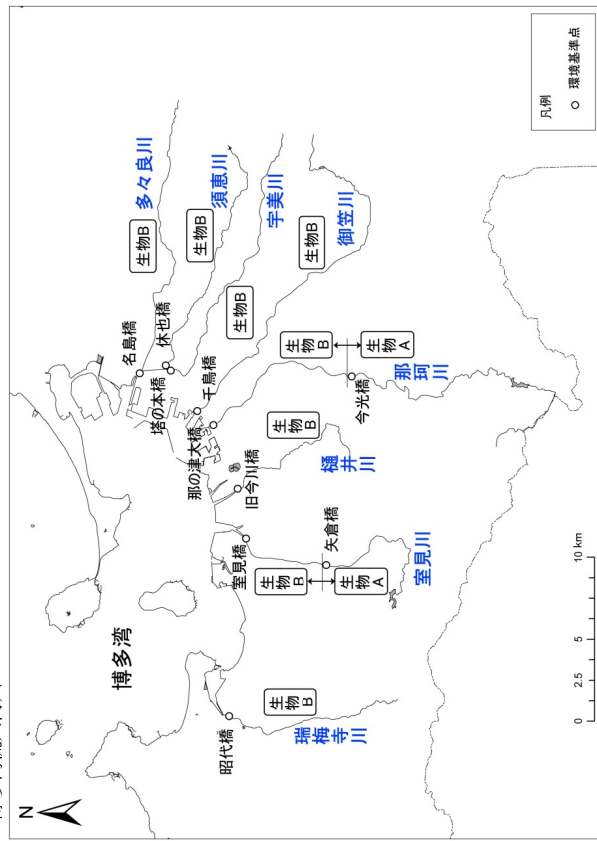 N
博多湾
多々良川
生物B
須恵川
生物B
宇美川
生物B
御笠川
生物B
名島橋
休也橋
塔の本橋
千鳥橋
那の津大橋
生物B
生物A
今光橋
那珂川
生物B
樋井川
旧今川橋
室見橋
矢倉橋
生物B
生物A
室見川
昭代橋
生物B
瑞梅寺川
凡例
環境基準点
0
2.5
5
10 km